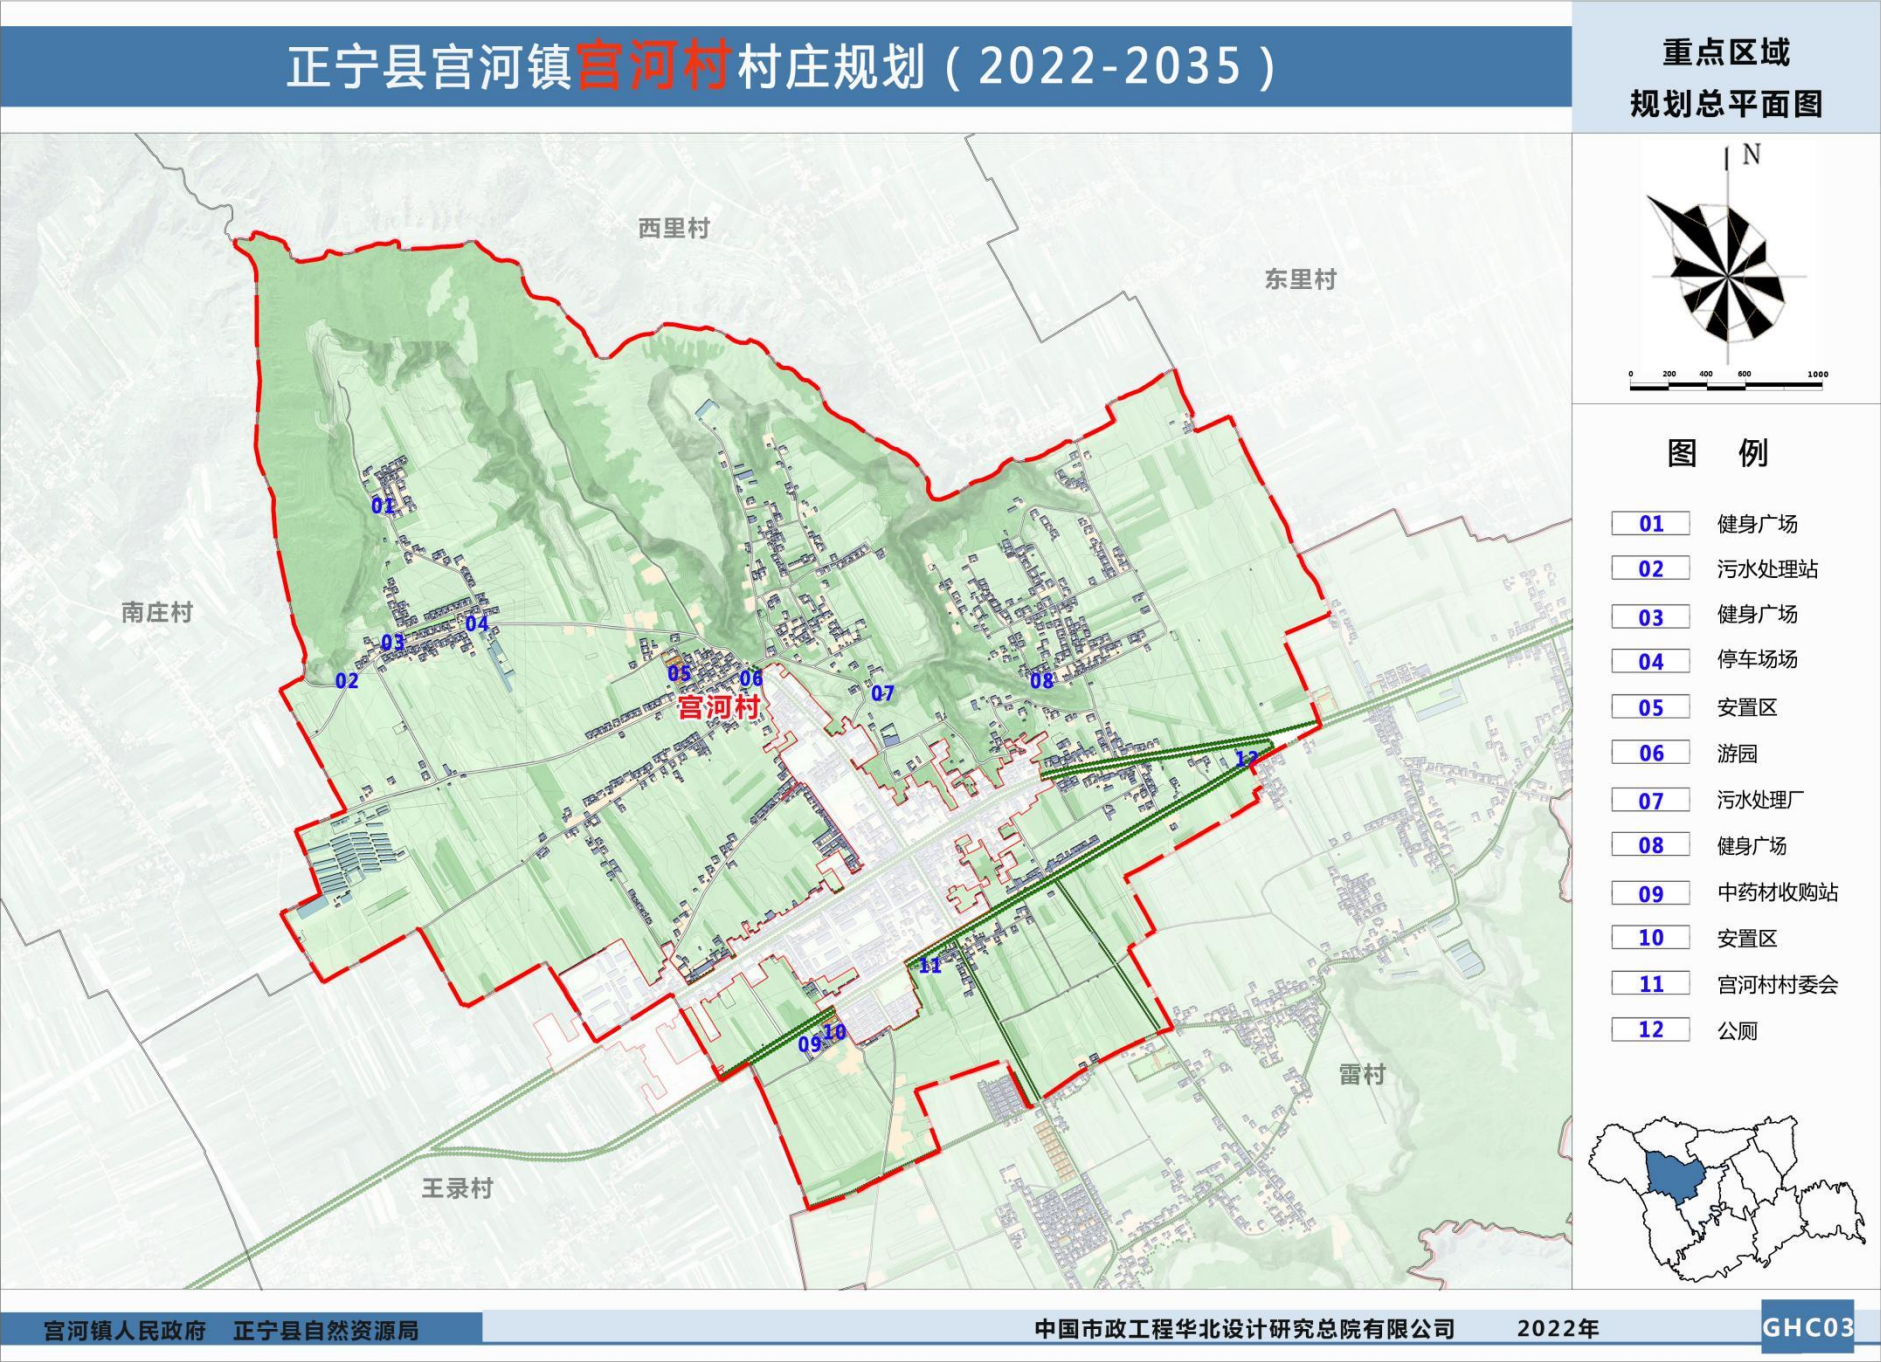 正宁县宫河镇宫河村村庄规划（2022-2035）
重点区域
规划总平面图
N
0 200 400 600 1000
西里村
东里村
南庄村
01
04
03
02
05
06
07
08
宫河村
12
11
10
09
雷村
王录村
图 例
01 健身广场
02 污水处理站
03 健身广场
04 停车场场
05 安置区
06 游园
07 污水处理厂
08 健身广场
09 中药材收购站
10 安置区
11 宫河村村委会
12 公厕
宫河镇人民政府 正宁县自然资源局
中国市政工程华北设计研究总院有限公司 2022年
GHC03